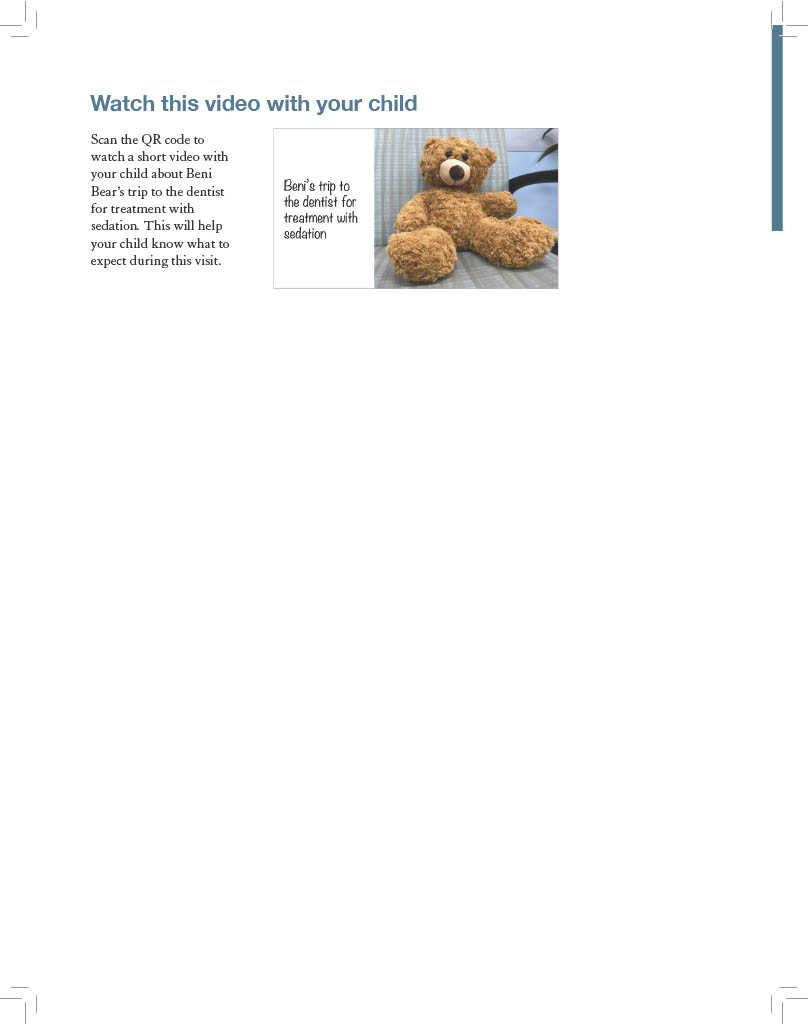 Watch this video with your child
Scan the QR code to
watch a short video with
your child about Beni
Bear's trip to the dentist
for treatment with
sedation. This will help
your child know what to
expect during this visit.
Beni's trip to
the dentist for
treatment with
sedation